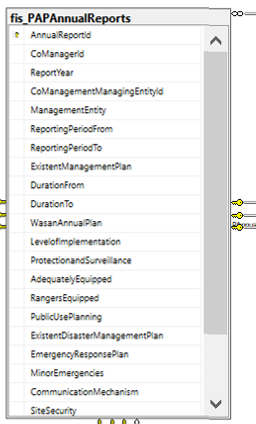 fis_PAPAnnualReports
AnnualReportId
CoManagerId
ReportYear
CoManagementManagingEntityId
ManagementEntity
ReportingPeriodFrom
ReportingPeriodTo
ExistentManagementPlan
DurationFrom
DurationTo
WasanAnnualPlan
LevelofImplementation
ProtectionandSurveillance
AdequatelyEquipped
RangersEquipped
PublicUsePlanning
ExistentDisasterManagementPlan
EmergencyResponsePlan
MinorEmergencies
CommunicationMechanism
SiteSecurity